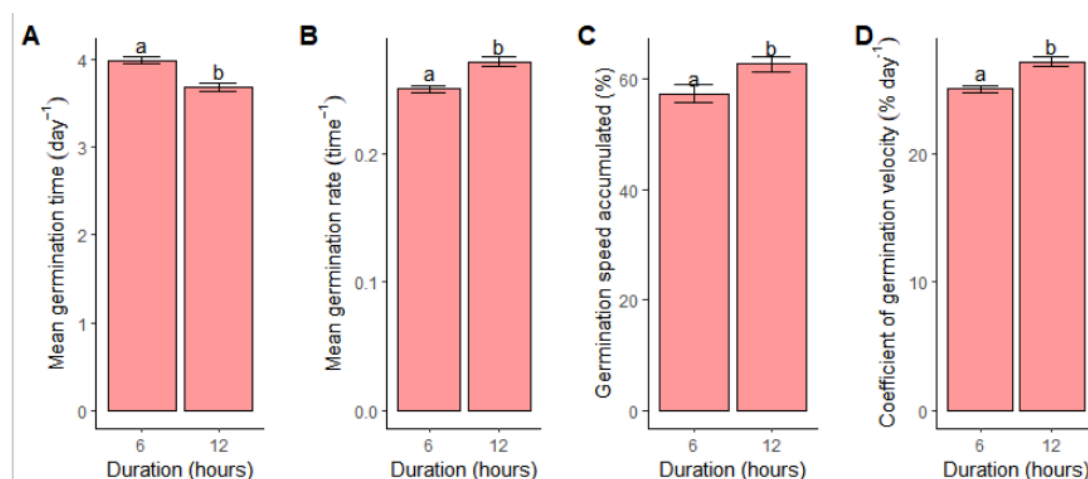 A
Mean germination time (day⁻¹)
4
3
2
1
0
a
b
6
12
Duration (hours)
B
Mean germination rate (time⁻¹)
0.2
0.1
0.0
a
b
6
12
Duration (hours)
C
Germination speed accumulated (%)
60
40
20
0
a
b
6
12
Duration (hours)
D
Coefficient of germination velocity (% day⁻¹)
20
10
0
a
b
6
12
Duration (hours)